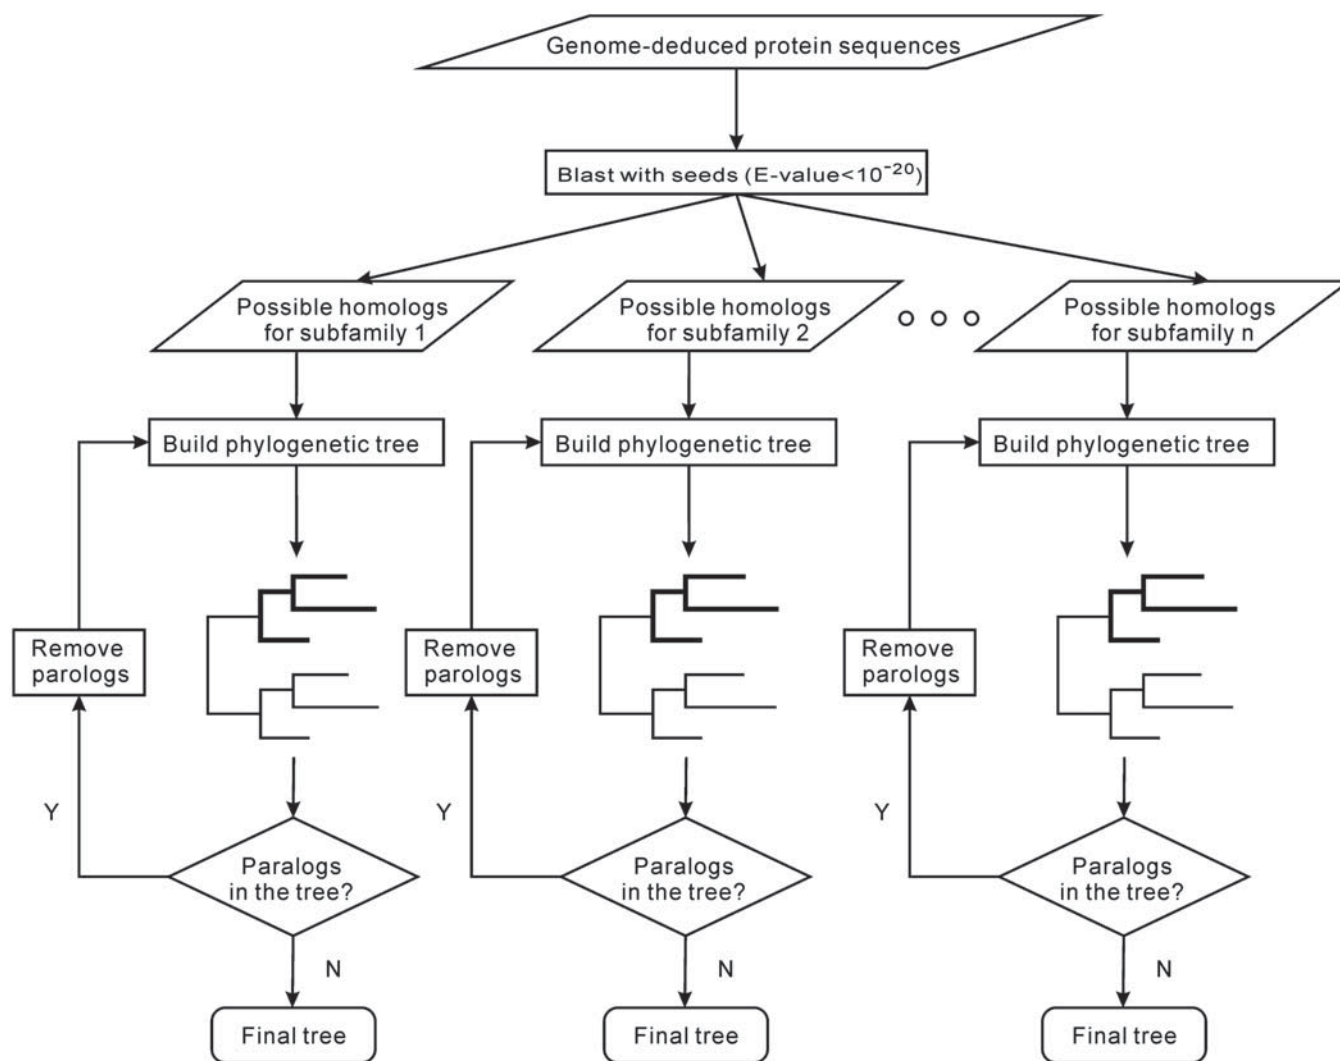 Genome-deduced protein sequences
Blast with seeds (E-value<10⁻²⁰)
Possible homologs
for subfamily 1
Possible homologs
for subfamily 2
Possible homologs
for subfamily n
Build phylogenetic tree
Build phylogenetic tree
Build phylogenetic tree
Remove
parologs
Remove
parologs
Remove
parologs
Y
Y
Y
Paralogs
in the tree?
Paralogs
in the tree?
Paralogs
in the tree?
N
N
N
Final tree
Final tree
Final tree